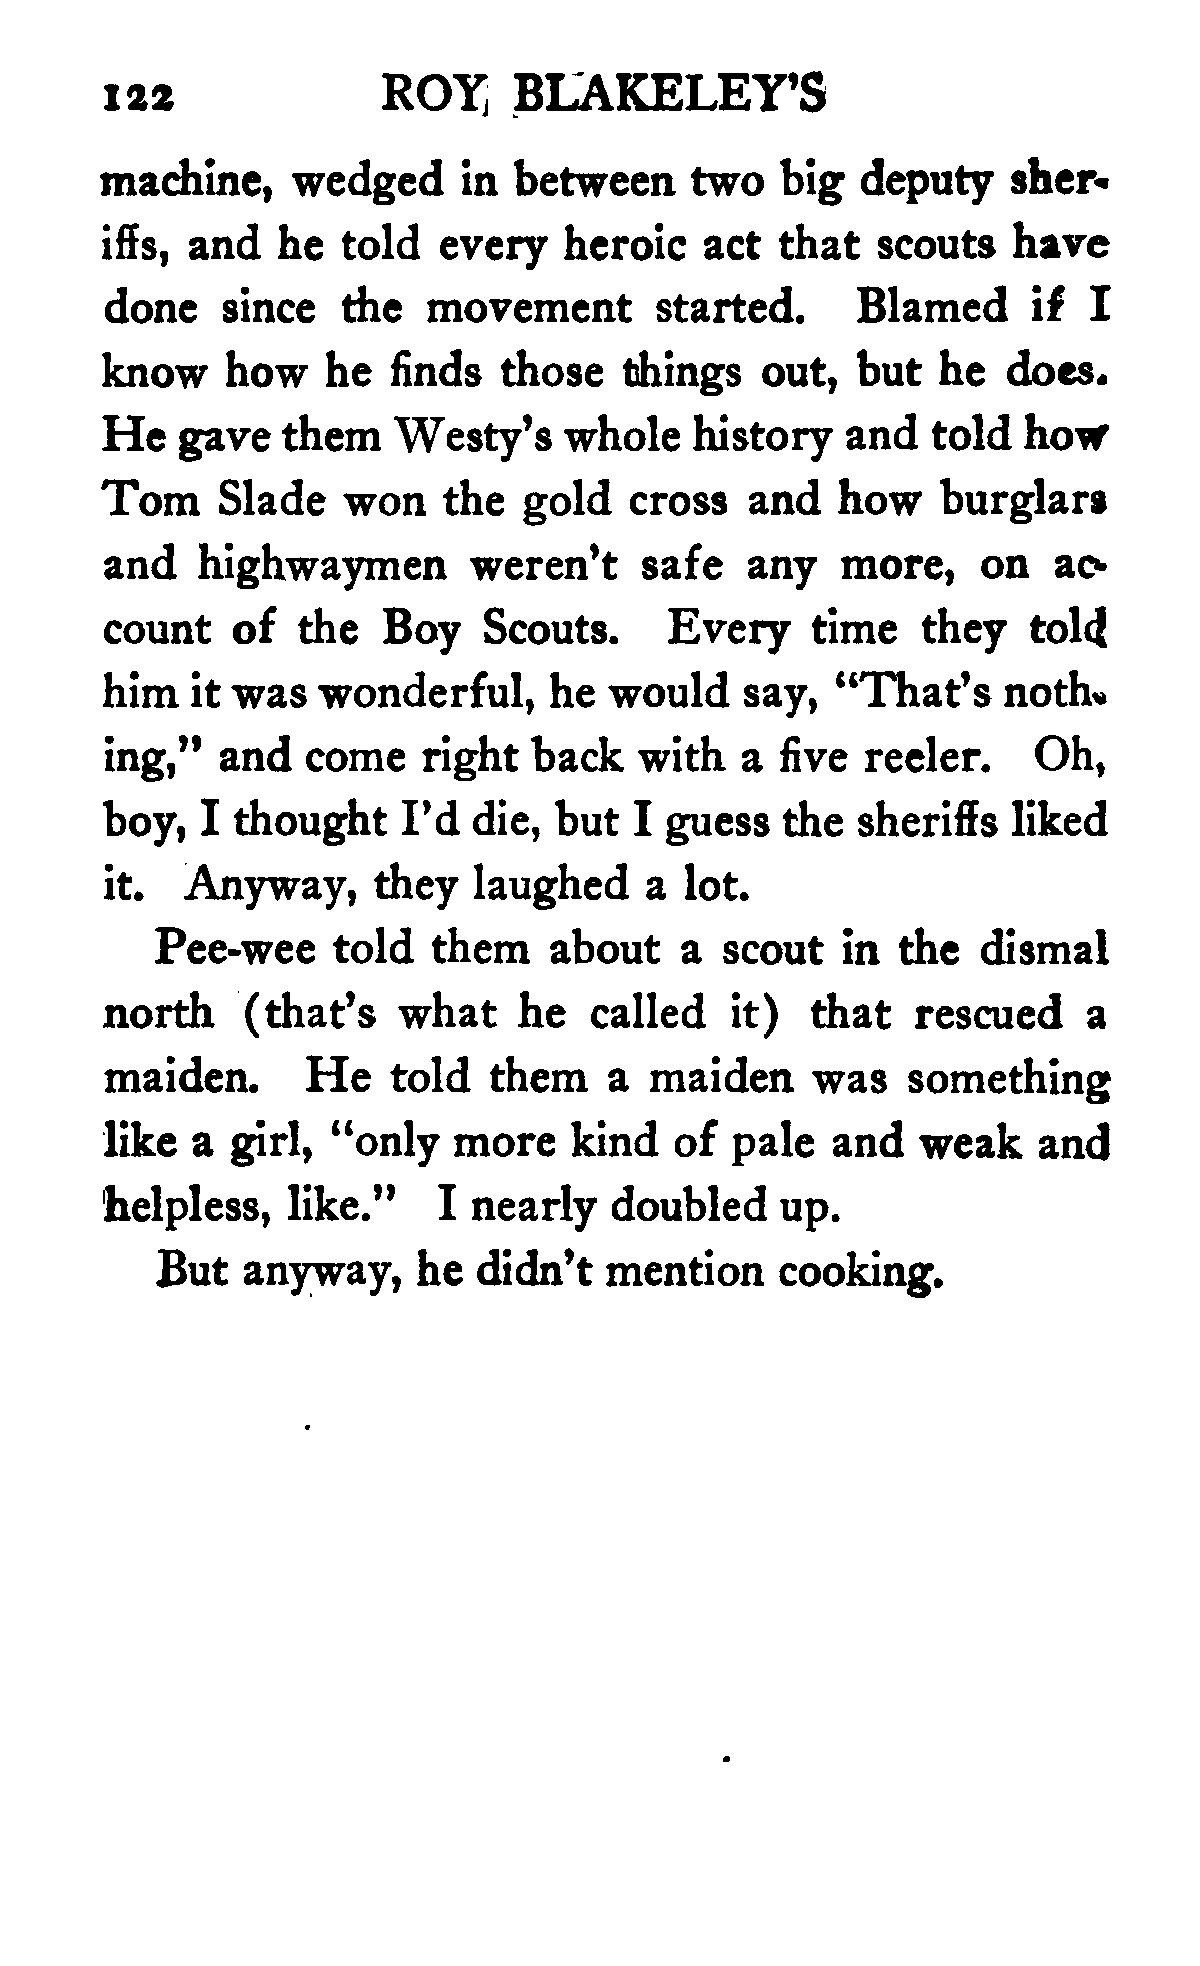 122 ROY BLAKELEY'S
machine, wedged in between two big deputy sher-
iffs, and he told every heroic act that scouts have
done since the movement started. Blamed if I
know how he finds those things out, but he does.
He gave them Westy's whole history and told how
Tom Slade won the gold cross and how burglars
and highwaymen weren't safe any more, on ac-
count of the Boy Scouts. Every time they told
him it was wonderful, he would say, "That's noth-
ing," and come right back with a five reeler. Oh,
boy, I thought I'd die, but I guess the sheriffs liked
it. Anyway, they laughed a lot.
Pee-wee told them about a scout in the dismal
north (that's what he called it) that rescued a
maiden. He told them a maiden was something
like a girl, "only more kind of pale and weak and
helpless, like." I nearly doubled up.
But anyway, he didn't mention cooking.